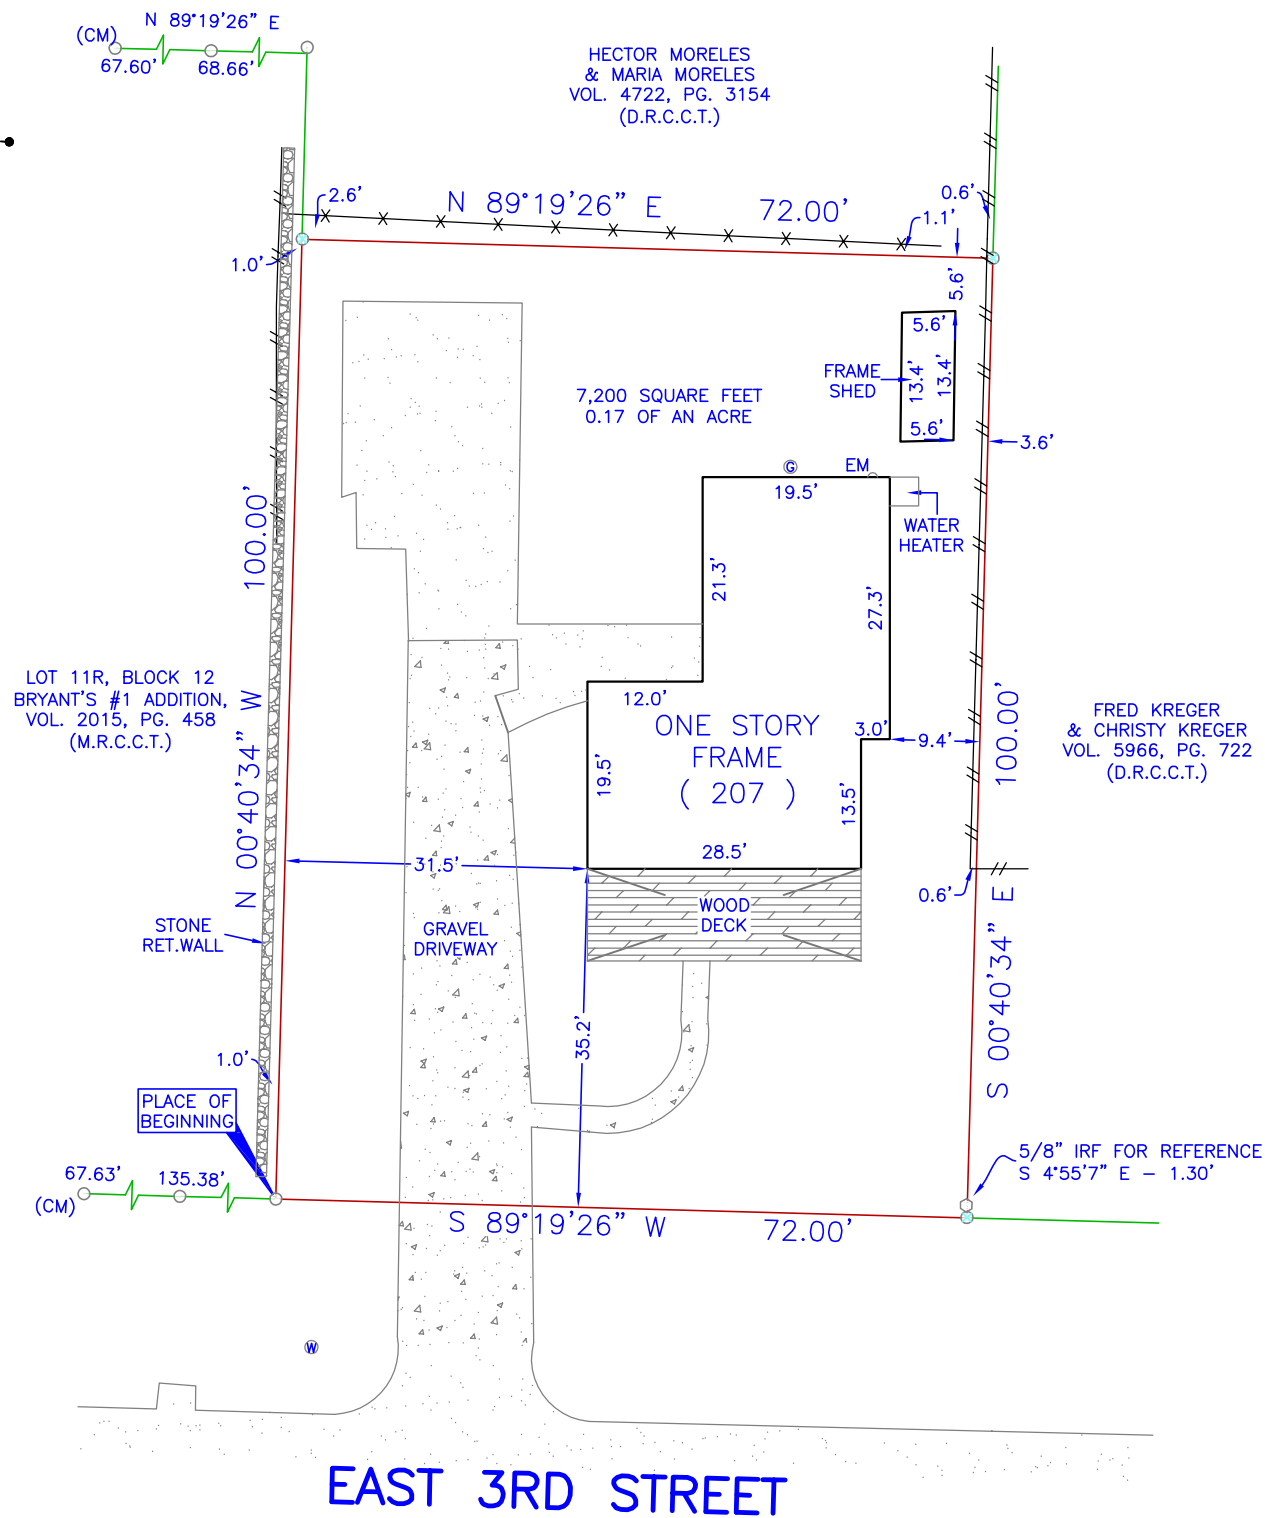 N 89°19'26" E
(CM)
67.60'
68.66'
HECTOR MORELES
& MARIA MORELES
VOL. 4722, PG. 3154
(D.R.C.C.T.)
2.6'
N 89°19'26" E
72.00'
0.6'
1.1'
1.0'
5.6'
5.6'
FRAME
SHED
13.4'
13.4'
5.6'
7,200 SQUARE FEET
0.17 OF AN ACRE
3.6'
G
EM
19.5'
WATER
HEATER
100.00'
21.3'
27.3'
LOT 11R, BLOCK 12
BRYANT'S #1 ADDITION,
VOL. 2015, PG. 458
(M.R.C.C.T.)
N 00°40'34" W
12.0'
ONE STORY
FRAME
( 207 )
3.0'
9.4'
100.00'
FRED KREGER
& CHRISTY KREGER
VOL. 5966, PG. 722
(D.R.C.C.T.)
19.5'
13.5'
28.5'
31.5'
0.6'
WOOD
DECK
STONE
RET.WALL
GRAVEL
DRIVEWAY
S 00°40'34" E
35.2'
1.0'
PLACE OF
BEGINNING
5/8" IRF FOR REFERENCE
S 4°55'7" E - 1.30'
67.63'
135.38'
(CM)
S 89°19'26" W
72.00'
W
EAST 3RD STREET